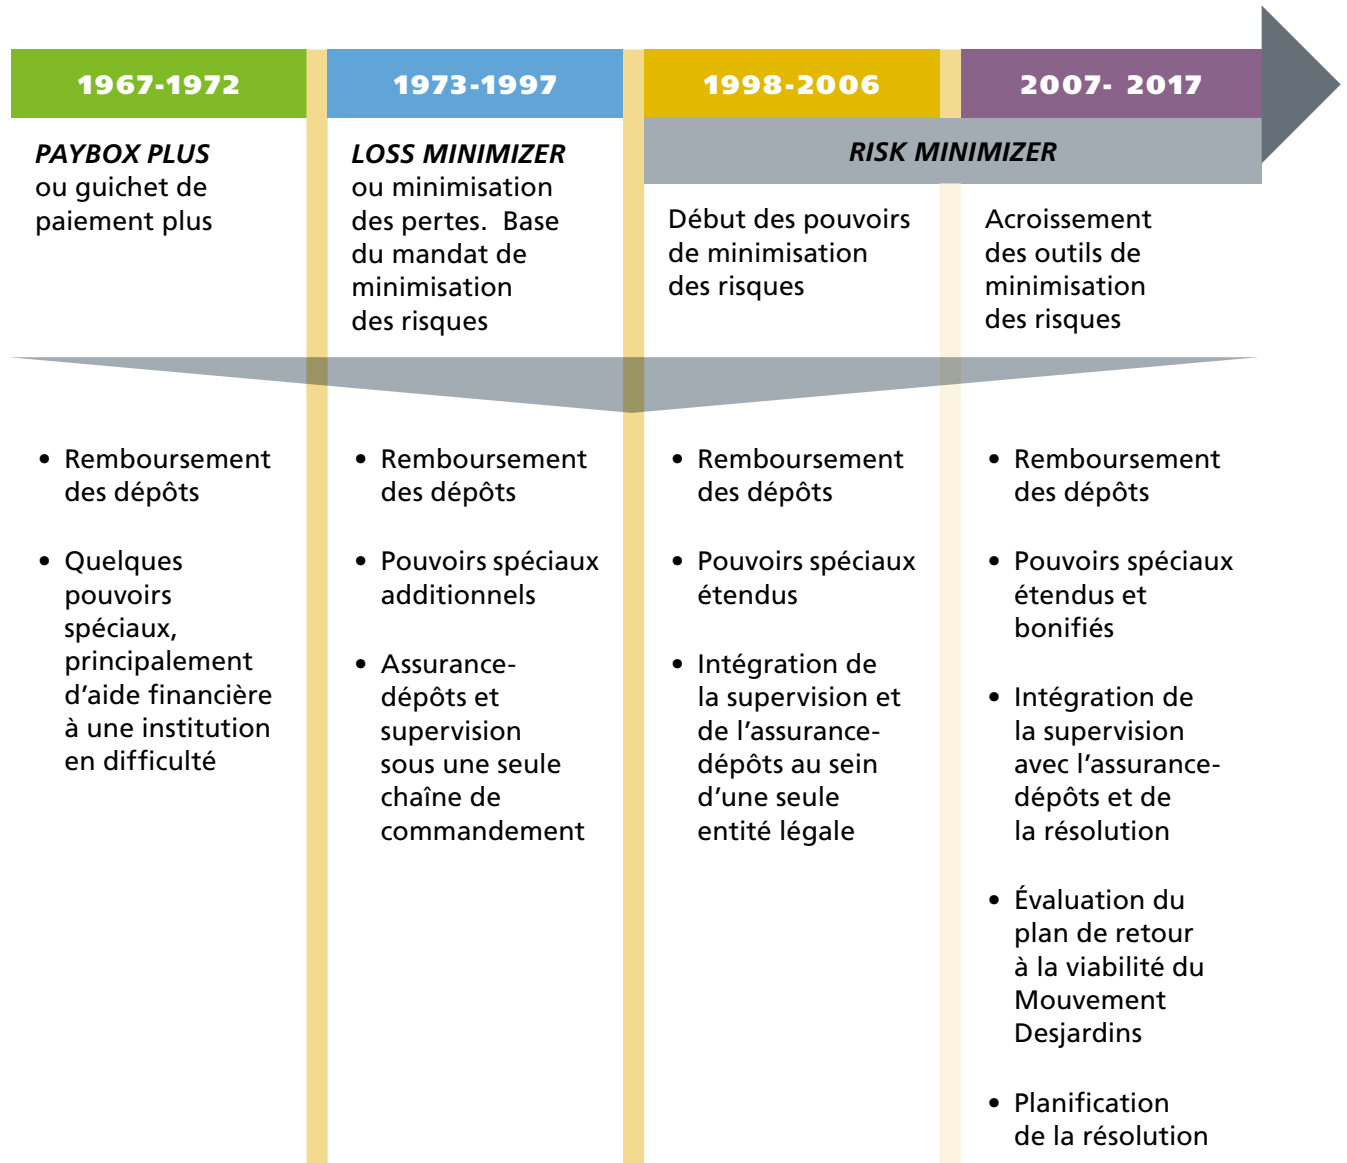 1967-1972
PAYBOX PLUS
ou guichet de
paiement plus
• Remboursement
des dépôts
• Quelques
pouvoirs
spéciaux,
principalement
d’aide financière
à une institution
en difficulté
1973-1997
LOSS MINIMIZER
ou minimisation
des pertes. Base
du mandat de
minimisation
des risques
• Remboursement
des dépôts
• Pouvoirs spéciaux
additionnels
• Assurance-
dépôts et
supervision
sous une seule
chaîne de
commandement
1998-2006
2007- 2017
RISK MINIMIZER
Début des pouvoirs
de minimisation
des risques
• Remboursement
des dépôts
• Pouvoirs spéciaux
étendus
• Intégration de
la supervision et
de l’assurance-
dépôts au sein
d’une seule
entité légale
Acroissement
des outils de
minimisation
des risques
• Remboursement
des dépôts
• Pouvoirs spéciaux
étendus et
bonifiés
• Intégration de
la supervision
avec l’assurance-
dépôts et de
la résolution
• Évaluation du
plan de retour
à la viabilité du
Mouvement
Desjardins
• Planification
de la résolution